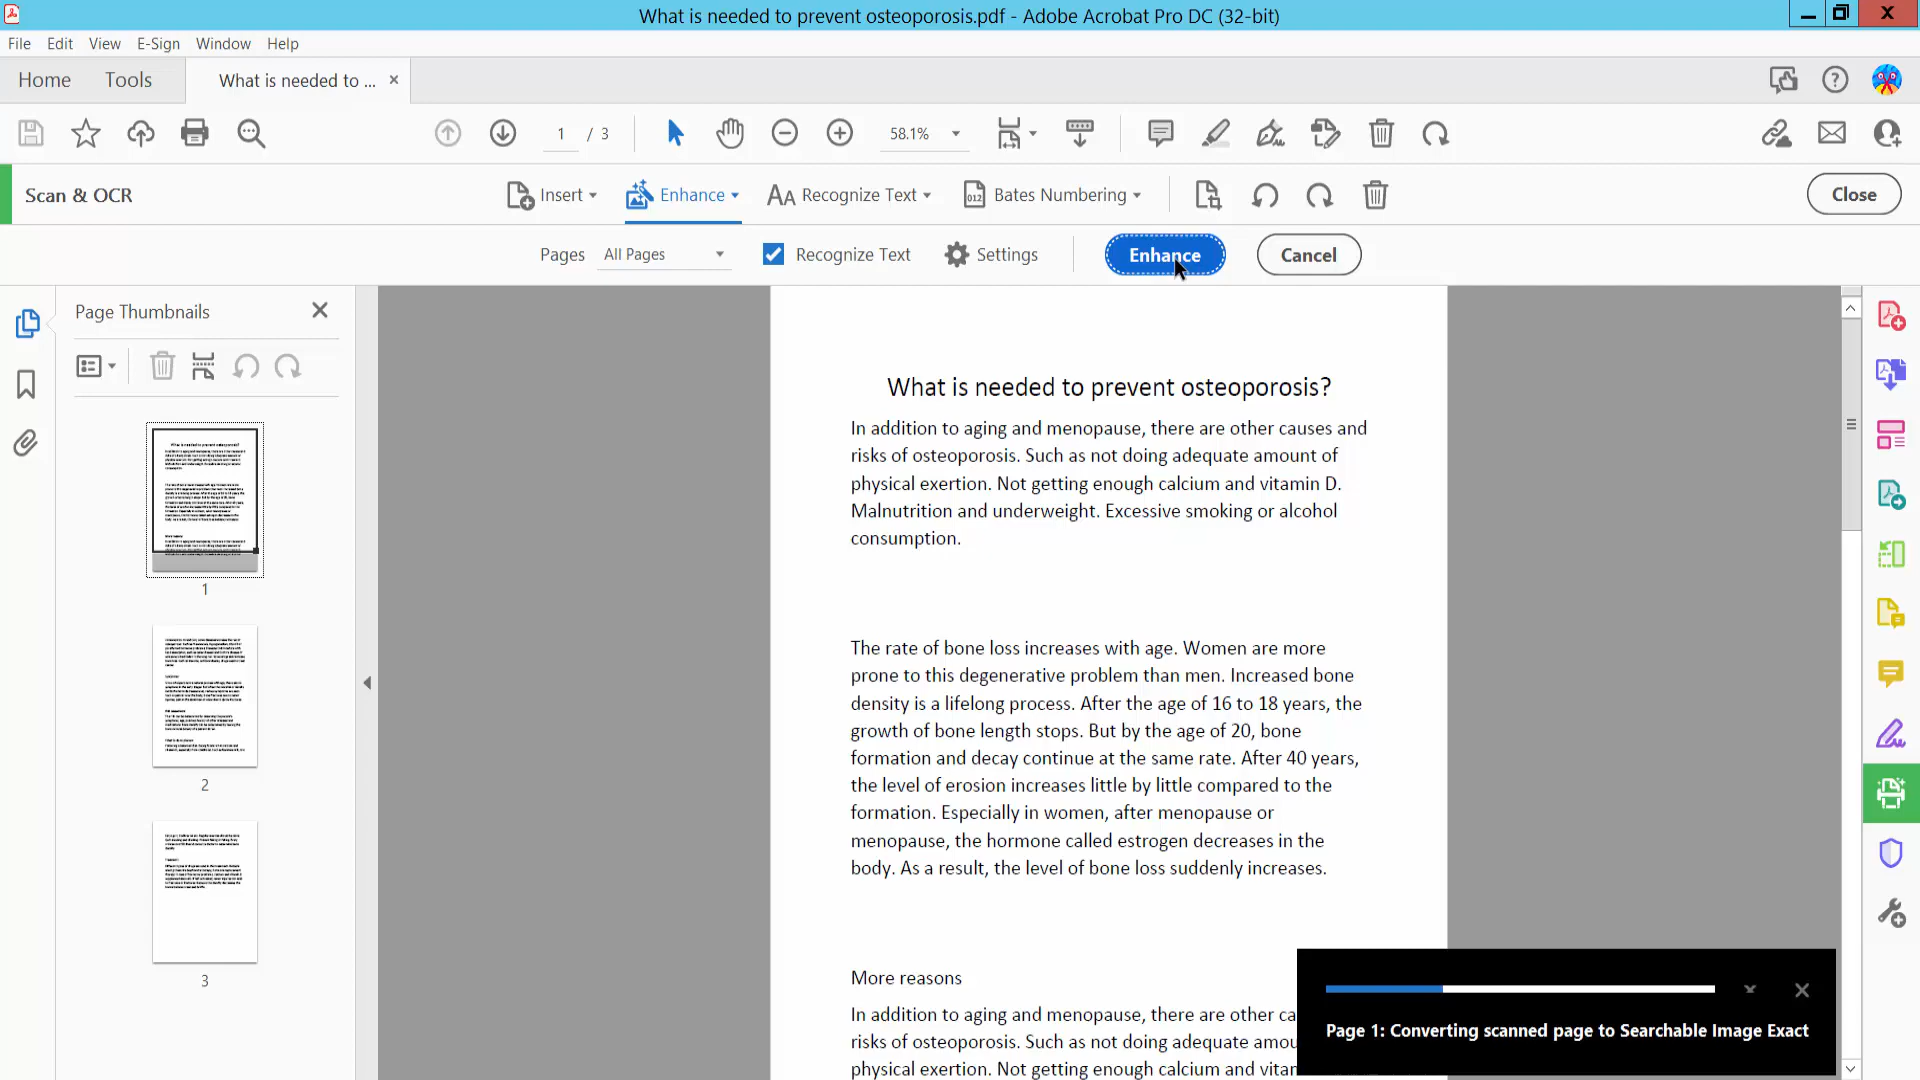 What is needed to prevent osteoporosis.pdf - Adobe Acrobat Pro DC (32-bit)
File Edit View E-Sign Window Help
Home Tools What is needed to ... ×
1 / 3 58.1%
Scan & OCR Insert Enhance Recognize Text 012 Bates Numbering Close
Pages All Pages Recognize Text Settings Enhance Cancel
Page Thumbnails
1
2
3
What is needed to prevent osteoporosis?
In addition to aging and menopause, there are other causes and
risks of osteoporosis. Such as not doing adequate amount of
physical exertion. Not getting enough calcium and vitamin D.
Malnutrition and underweight. Excessive smoking or alcohol
consumption.
The rate of bone loss increases with age. Women are more
prone to this degenerative problem than men. Increased bone
density is a lifelong process. After the age of 16 to 18 years, the
growth of bone length stops. But by the age of 20, bone
formation and decay continue at the same rate. After 40 years,
the level of erosion increases little by little compared to the
formation. Especially in women, after menopause or
menopause, the hormone called estrogen decreases in the
body. As a result, the level of bone loss suddenly increases.
More reasons
In addition to aging and menopause, there are other ca
risks of osteoporosis. Such as not doing adequate amou
physical exertion. Not getting enough calcium and vitan
Page 1: Converting scanned page to Searchable Image Exact